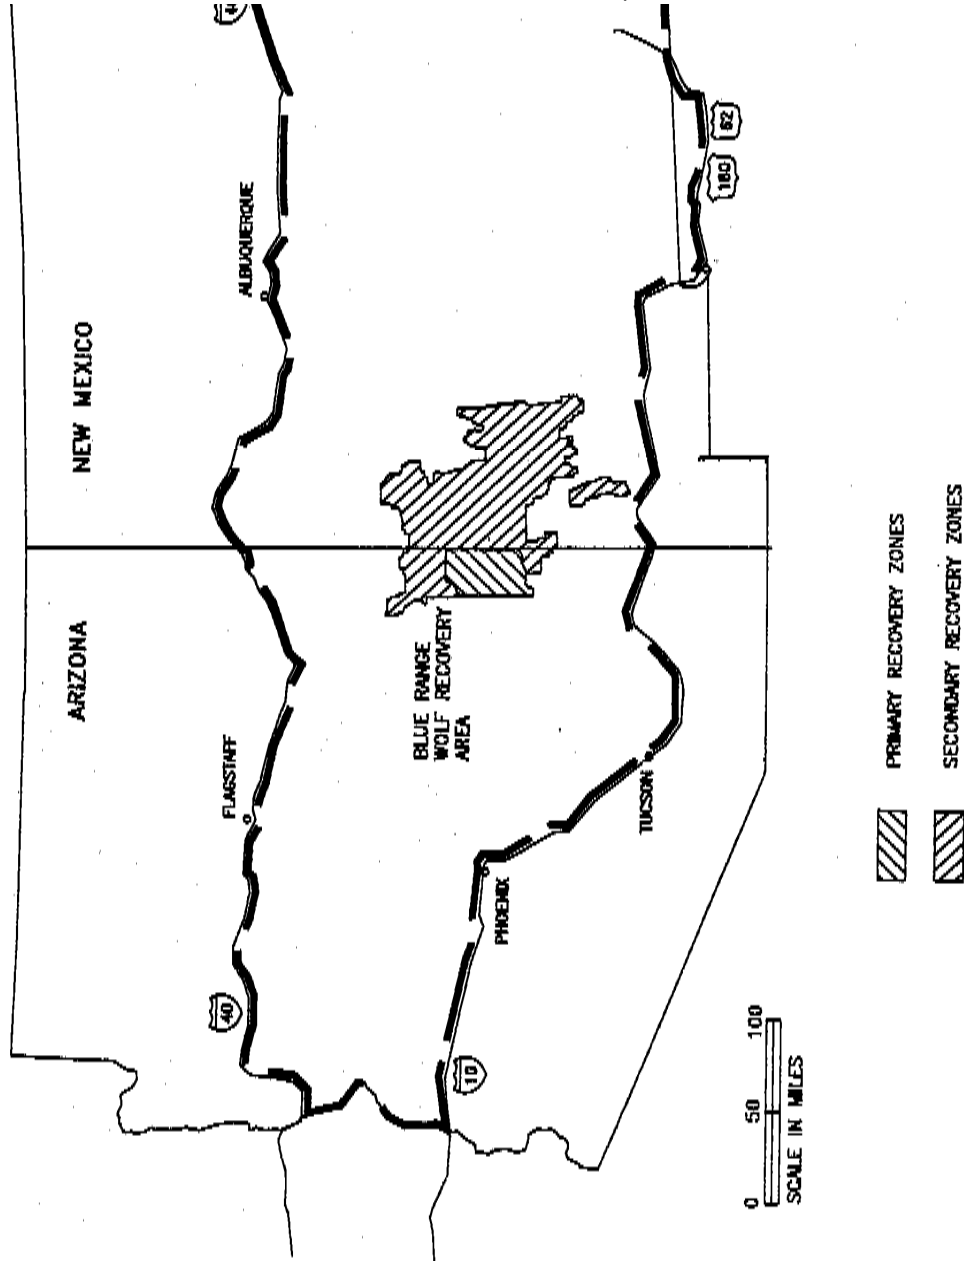 ARIZONA
NEW MEXICO
FLAGSTAFF
ALBUQUERQUE
40
BLUE RANGE
WOLF RECOVERY
AREA
10
PHOENIX
TUCSON
180
62
0 50 100
SCALE IN MILES
PRIMARY RECOVERY ZONES
SECONDARY RECOVERY ZONES